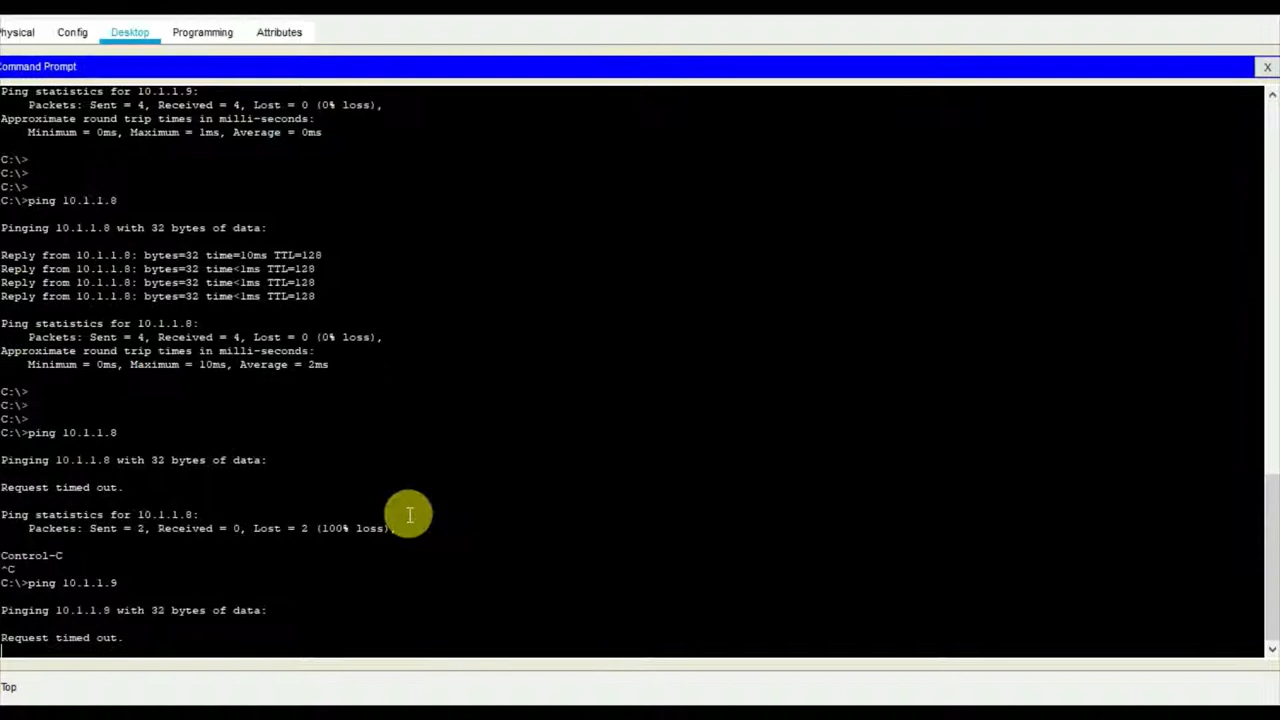 hysical Config Desktop Programming Attributes
ommand Prompt X
Ping statistics for 10.1.1.9:
Packets: Sent = 4, Received = 4, Lost = 0 (0% loss),
Approximate round trip times in milli-seconds:
Minimum = 0ms, Maximum = 1ms, Average = 0ms
C:\>
C:\>
C:\>
C:\>ping 10.1.1.8
Pinging 10.1.1.8 with 32 bytes of data:
Reply from 10.1.1.8: bytes=32 time=10ms TTL=128
Reply from 10.1.1.8: bytes=32 time<1ms TTL=128
Reply from 10.1.1.8: bytes=32 time<1ms TTL=128
Reply from 10.1.1.8: bytes=32 time<1ms TTL=128
Ping statistics for 10.1.1.8:
Packets: Sent = 4, Received = 4, Lost = 0 (0% loss),
Approximate round trip times in milli-seconds:
Minimum = 0ms, Maximum = 10ms, Average = 2ms
C:\>
C:\>
C:\>
C:\>ping 10.1.1.8
Pinging 10.1.1.8 with 32 bytes of data:
Request timed out.
Ping statistics for 10.1.1.8:
Packets: Sent = 2, Received = 0, Lost = 2 (100% loss),
Control-C
^C
C:\>ping 10.1.1.9
Pinging 10.1.1.9 with 32 bytes of data:
Request timed out.
Top